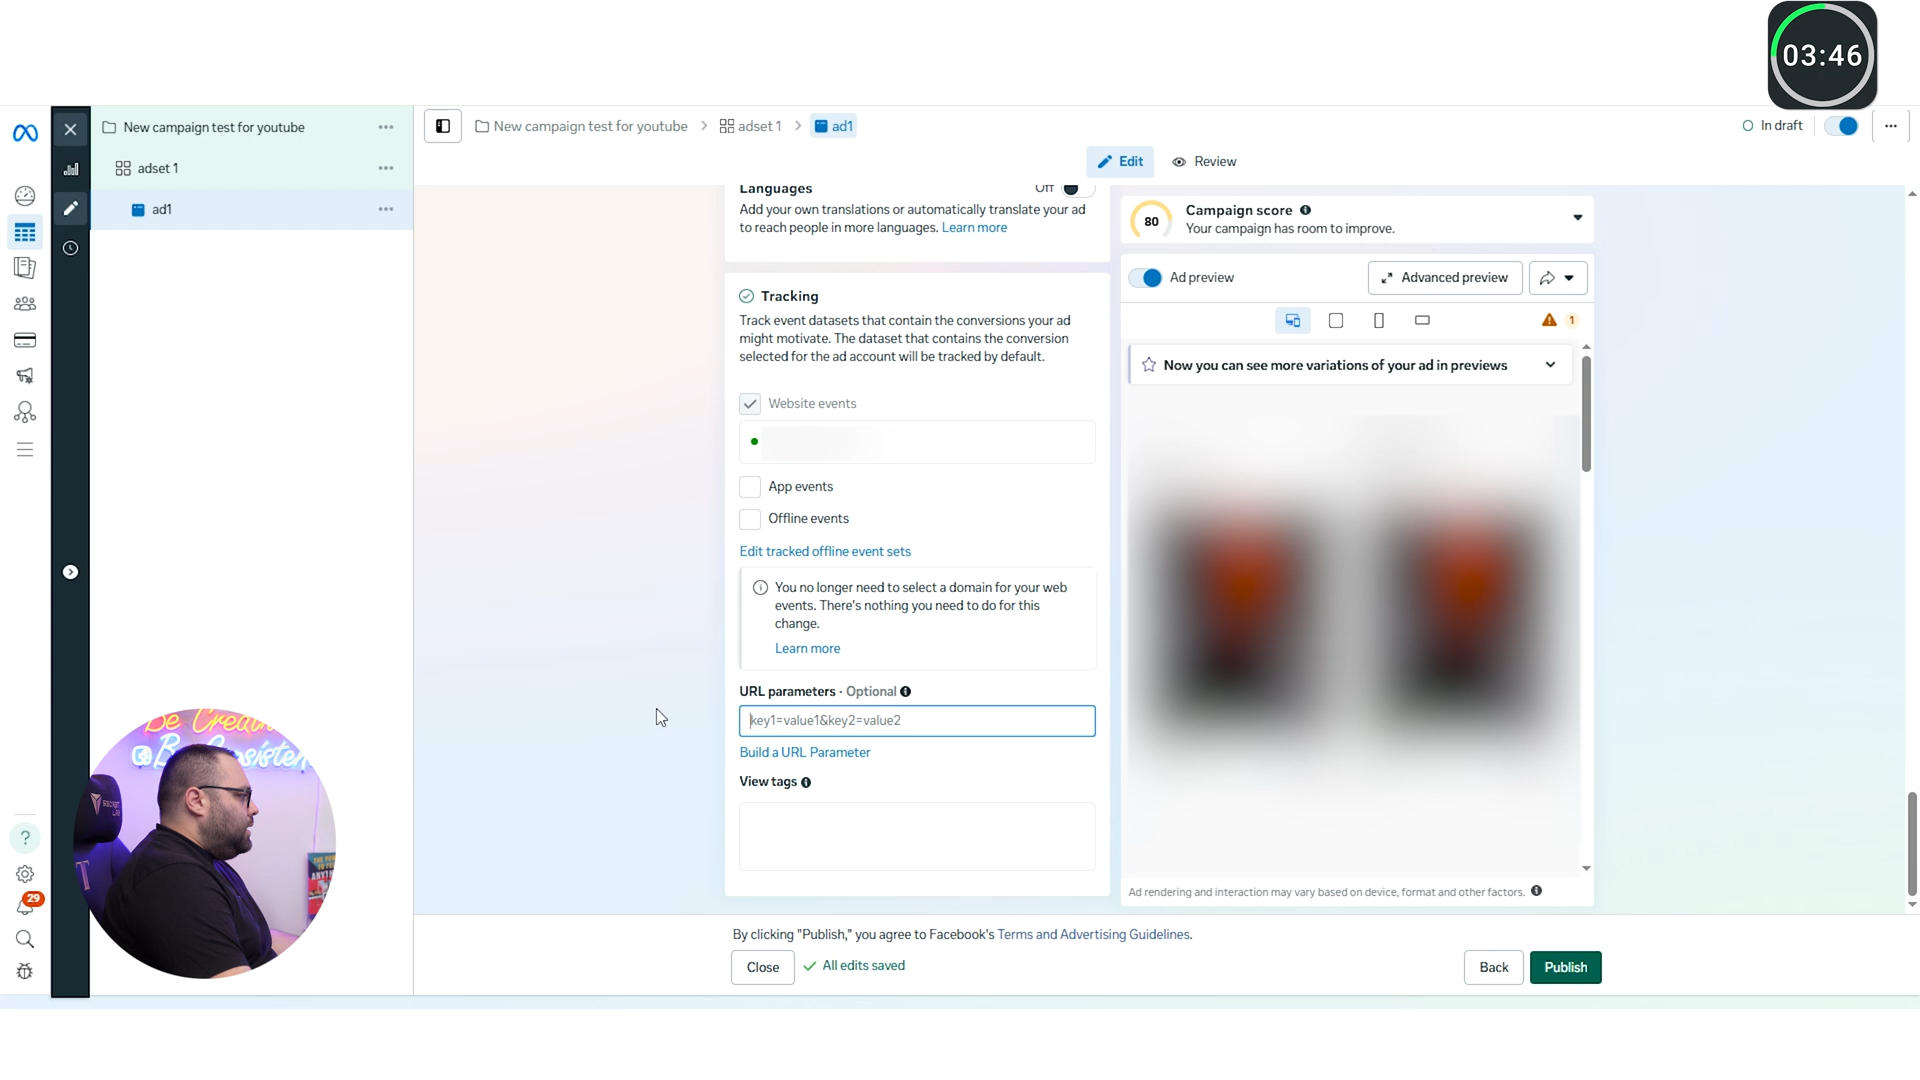 03:46
New campaign test for youtube
adset 1
ad1
New campaign test for youtube
adset 1
ad1
In draft
Edit
Review
Languages
Off
Add your own translations or automatically translate your ad
to reach people in more languages. Learn more
Tracking
Track event datasets that contain the conversions your ad
might motivate. The dataset that contains the conversion
selected for the ad account will be tracked by default.
Website events
App events
Offline events
Edit tracked offline event sets
You no longer need to select a domain for your web
events. There's nothing you need to do for this
change.
Learn more
URL parameters · Optional
key1=value1&key2=value2
Build a URL Parameter
View tags
80
Campaign score
Your campaign has room to improve.
Ad preview
Advanced preview
1
Now you can see more variations of your ad in previews
Ad rendering and interaction may vary based on device, format and other factors.
By clicking "Publish," you agree to Facebook's Terms and Advertising Guidelines.
Close
All edits saved
Back
Publish
29
Be